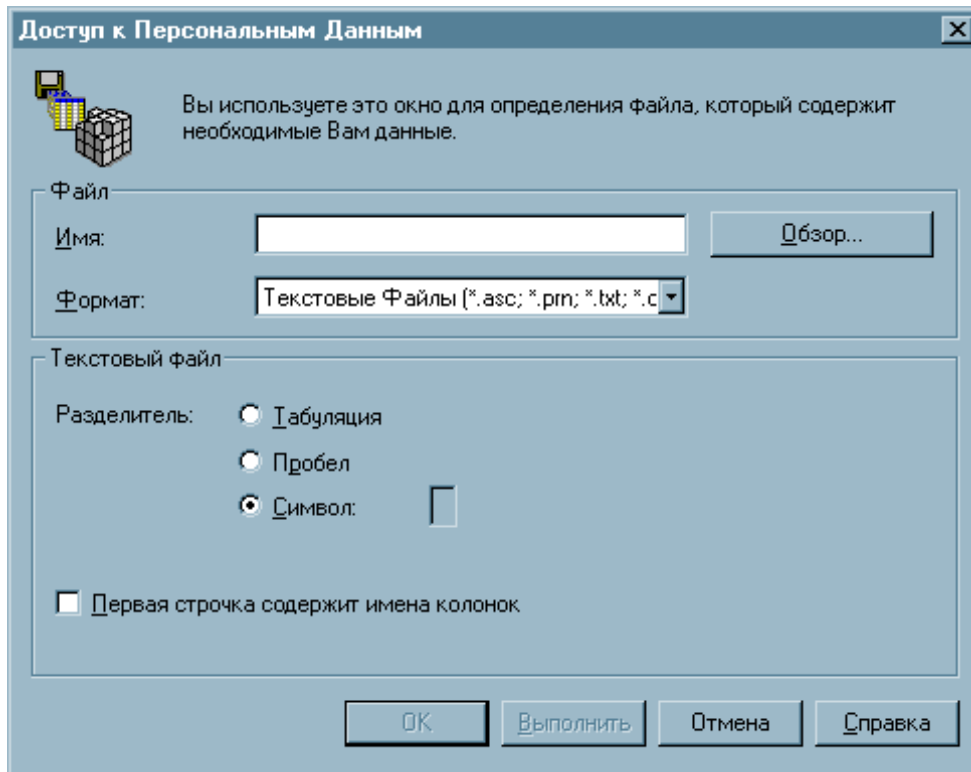 Доступ к Персональным Данным
Вы используете это окно для определения файла, который содержит
необходимые Вам данные.
Файл
Имя:
Обзор...
Формат:
Текстовые Файлы (*.asc; *.prn; *.txt; *.c
Текстовый файл
Разделитель:
Табуляция
Пробел
Символ:
Первая строчка содержит имена колонок
OK
Выполнить
Отмена
Справка